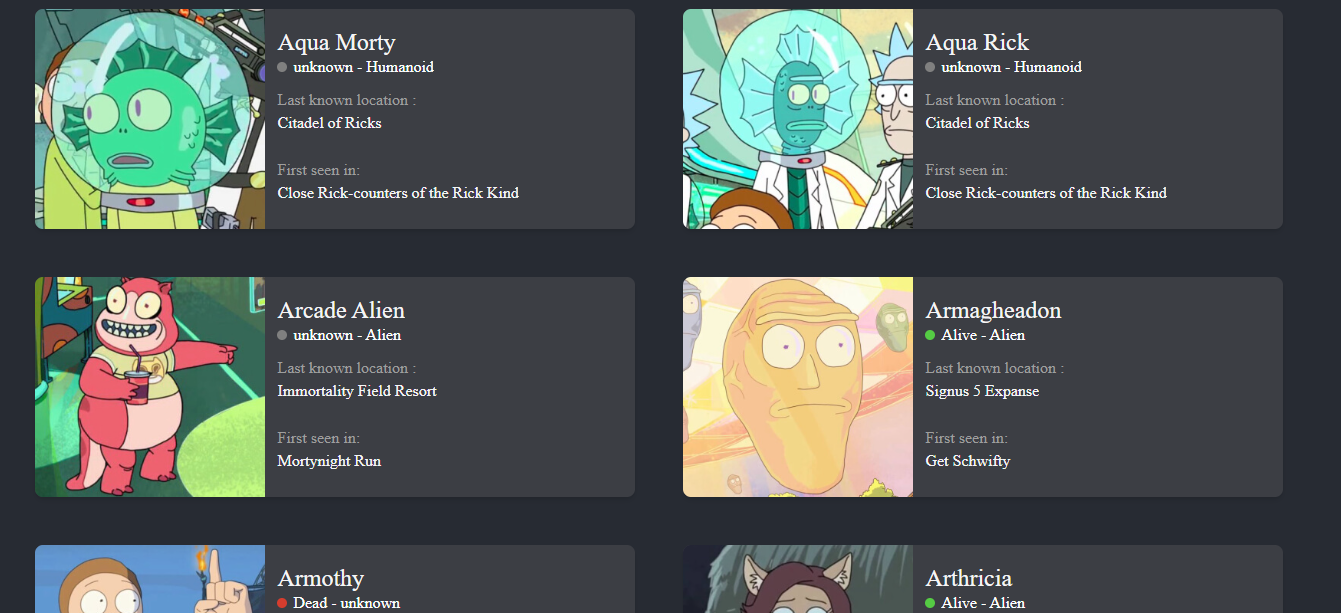 Aqua Morty
unknown - Humanoid
Last known location :
Citadel of Ricks
First seen in:
Close Rick-counters of the Rick Kind
Aqua Rick
unknown - Humanoid
Last known location :
Citadel of Ricks
First seen in:
Close Rick-counters of the Rick Kind
Arcade Alien
unknown - Alien
Last known location :
Immortality Field Resort
First seen in:
Mortynight Run
Armagheadon
Alive - Alien
Last known location :
Signus 5 Expanse
First seen in:
Get Schwifty
Armothy
Dead - unknown
Arthricia
Alive - Alien